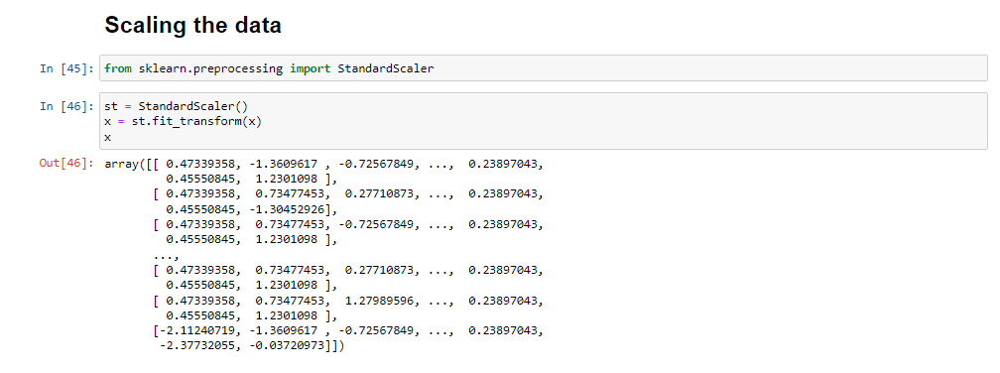 Scaling the data
In [45]: from sklearn.preprocessing import StandardScaler
In [46]: st = StandardScaler()
x = st.fit_transform(x)
x
Out[46]: array([[ 0.47339358, -1.3609617 , -0.72567849, ...,  0.23897043,
         0.45550845,  1.2301098 ],
       [ 0.47339358,  0.73477453,  0.27710873, ...,  0.23897043,
         0.45550845, -1.30452926],
       [ 0.47339358,  0.73477453, -0.72567849, ...,  0.23897043,
         0.45550845,  1.2301098 ],
       ...,
       [ 0.47339358,  0.73477453,  0.27710873, ...,  0.23897043,
         0.45550845,  1.2301098 ],
       [ 0.47339358,  0.73477453,  1.27989596, ...,  0.23897043,
         0.45550845,  1.2301098 ],
       [-2.11240719, -1.3609617 , -0.72567849, ...,  0.23897043,
        -2.37732055, -0.03720973]])